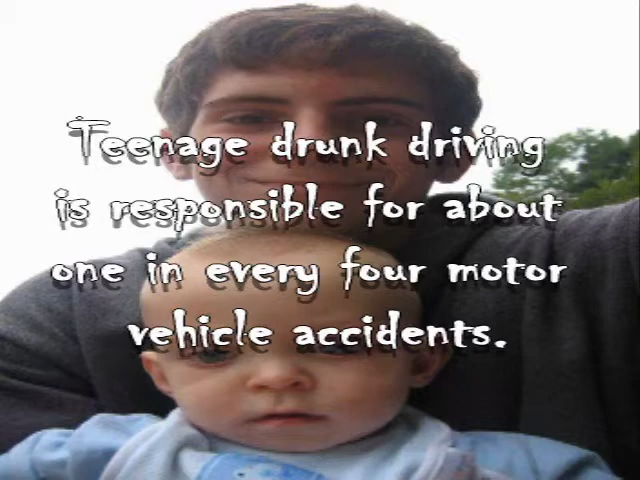 Teenage drunk driving
is responsible for about
one in every four motor
vehicle accidents.